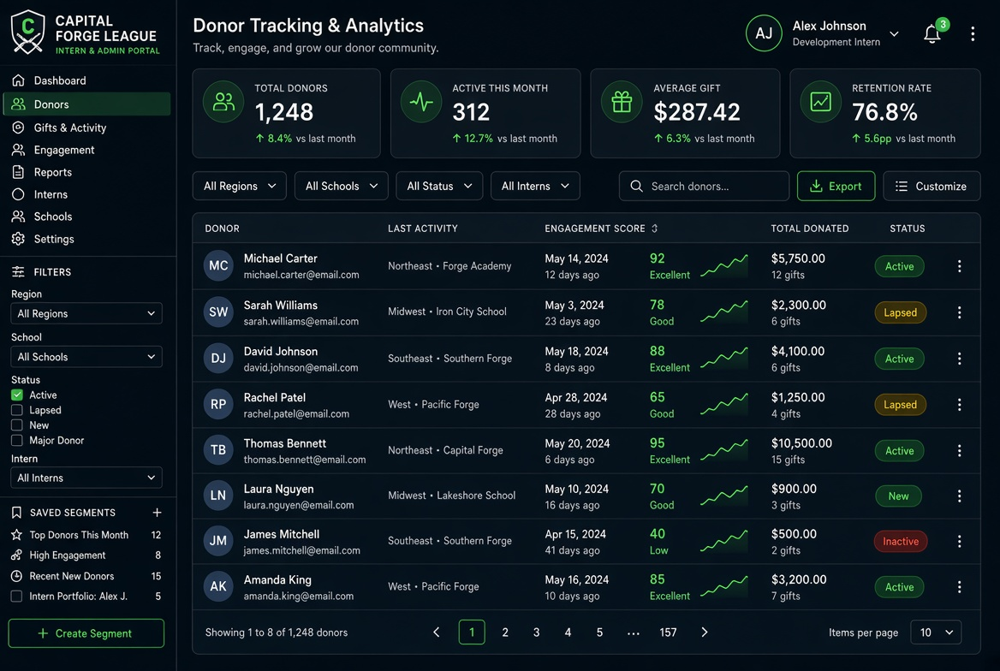 CAPITAL
FORGE LEAGUE
INTERN & ADMIN PORTAL
Dashboard
Donors
Gifts & Activity
Engagement
Reports
Interns
Schools
Settings
FILTERS
Region
All Regions
School
All Schools
Status
Active
Lapsed
New
Major Donor
Intern
All Interns
SAVED SEGMENTS
Top Donors This Month 12
High Engagement 8
Recent New Donors 15
Intern Portfolio: Alex J. 5
+ Create Segment
Donor Tracking & Analytics
Track, engage, and grow our donor community.
AJ
Alex Johnson
Development Intern
3
TOTAL DONORS
1,248
↑ 8.4% vs last month
ACTIVE THIS MONTH
312
↑ 12.7% vs last month
AVERAGE GIFT
$287.42
↑ 6.3% vs last month
RETENTION RATE
76.8%
↑ 5.6pp vs last month
All Regions
All Schools
All Status
All Interns
Search donors...
Export
Customize
DONOR LAST ACTIVITY ENGAGEMENT SCORE TOTAL DONATED STATUS
MC
Michael Carter
michael.carter@email.com
Northeast • Forge Academy
May 14, 2024
12 days ago
92
Excellent
$5,750.00
12 gifts
Active
SW
Sarah Williams
sarah.williams@email.com
Midwest • Iron City School
May 3, 2024
23 days ago
78
Good
$2,300.00
6 gifts
Lapsed
DJ
David Johnson
david.johnson@email.com
Southeast • Southern Forge
May 18, 2024
8 days ago
88
Excellent
$4,100.00
6 gifts
Active
RP
Rachel Patel
rachel.patel@email.com
West • Pacific Forge
Apr 28, 2024
28 days ago
65
Good
$1,250.00
4 gifts
Lapsed
TB
Thomas Bennett
thomas.bennett@email.com
Northeast • Capital Forge
May 20, 2024
6 days ago
95
Excellent
$10,500.00
15 gifts
Active
LN
Laura Nguyen
laura.nguyen@email.com
Midwest • Lakeshore School
May 10, 2024
16 days ago
70
Good
$900.00
3 gifts
New
JM
James Mitchell
james.mitchell@email.com
Southeast • Southern Forge
Apr 15, 2024
41 days ago
40
Low
$500.00
2 gifts
Inactive
AK
Amanda King
amanda.king@email.com
West • Pacific Forge
May 16, 2024
10 days ago
85
Excellent
$3,200.00
7 gifts
Active
Showing 1 to 8 of 1,248 donors
1 2 3 4 5 ... 157
Items per page 10